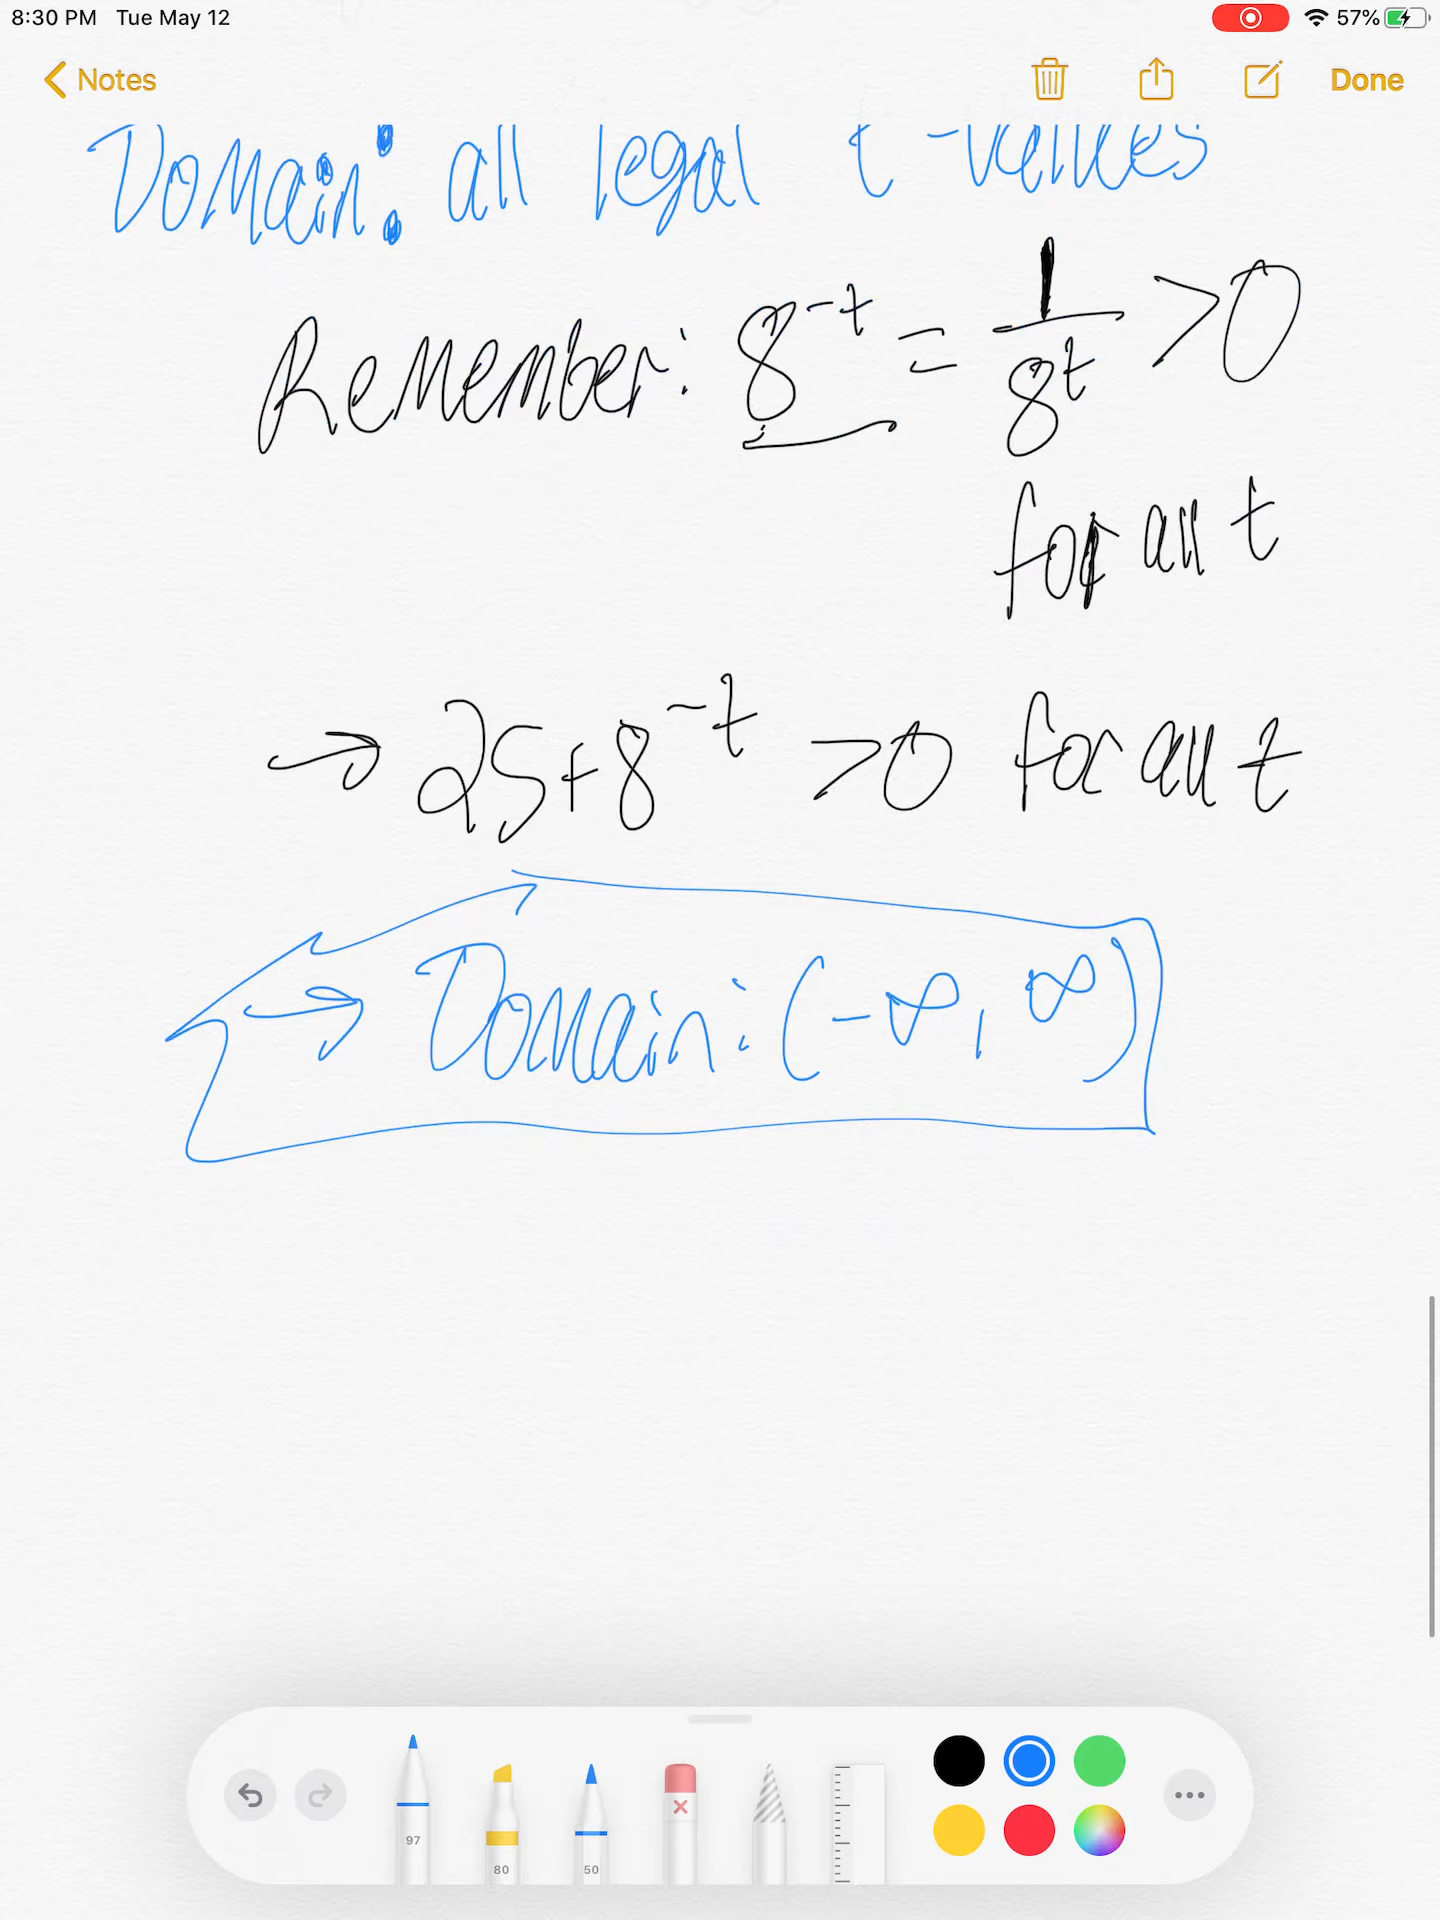 8:30 PM Tue May 12 57%
Notes Done
Domain: all legal t-values
Remember: 8^{-t} = 1/8^t >0
for all t
→ 25+8^{-t} >0 for all t
→ Domain: (-∞, ∞)
97 80 50